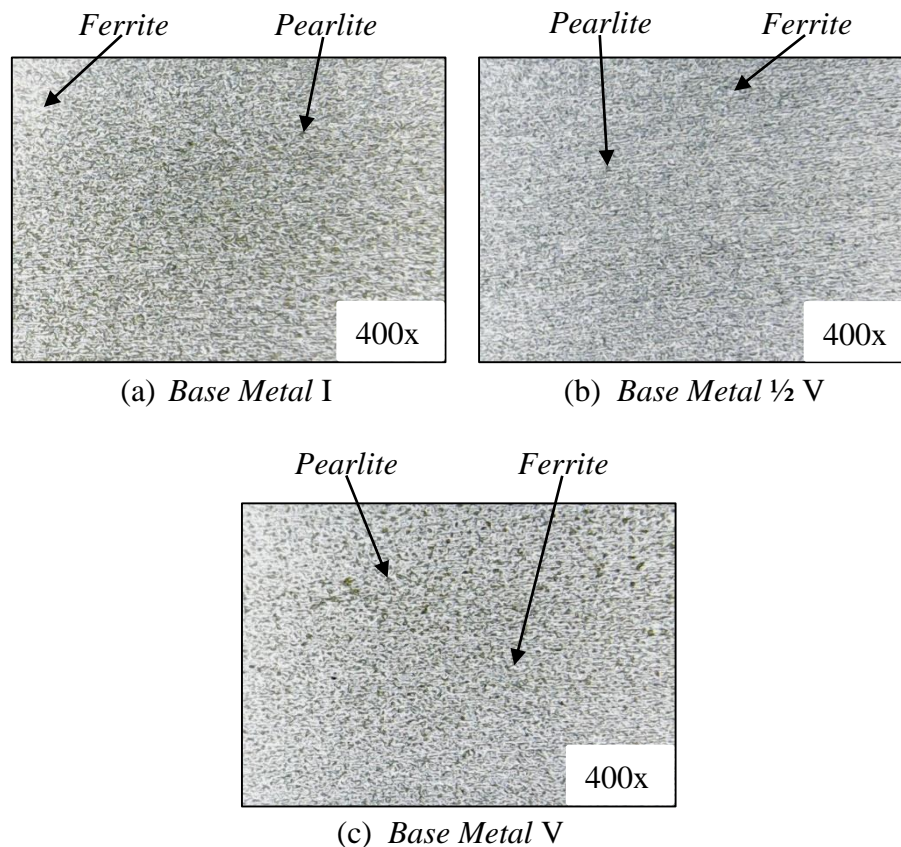 Ferrite Pearlite
Pearlite Ferrite
400x
400x
(a) Base Metal I
(b) Base Metal ½ V
Pearlite Ferrite
400x
(c) Base Metal V